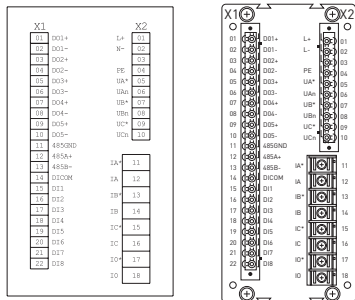 X1
01 DO1+
02 DO1-
03 DO2+
04 DO2-
05 DO3+
06 DO3-
07 DO4+
08 DO4-
09 DO5+
10 DO5-
11 485GND
12 485A+
13 485B-
14 DICOM
15 DI1
16 DI2
17 DI3
18 DI4
19 DI5
20 DI6
21 DI7
22 DI8
X2
L+ 01
N- 02
03
PE 04
UA* 05
UAn 06
UB* 07
UBn 08
UC* 09
UCn 10
IA* 11
IA 12
IB* 13
IB 14
IC* 15
IC 16
I0* 17
I0 18
X1
01 DO1+
02 DO1-
03 DO2+
04 DO2-
05 DO3+
06 DO3-
07 DO4+
08 DO4-
09 DO5+
10 DO5-
11 485GND
12 485A+
13 485B-
14 DICOM
15 DI1
16 DI2
17 DI3
18 DI4
19 DI5
20 DI6
21 DI7
22 DI8
X2
L+ 01
L- 02
03
PE 04
UA* 05
UAn 06
UB* 07
UBn 08
UC* 09
UCn 10
IA* 11
IA 12
IB* 13
IB 14
IC* 15
IC 16
I0* 17
I0 18